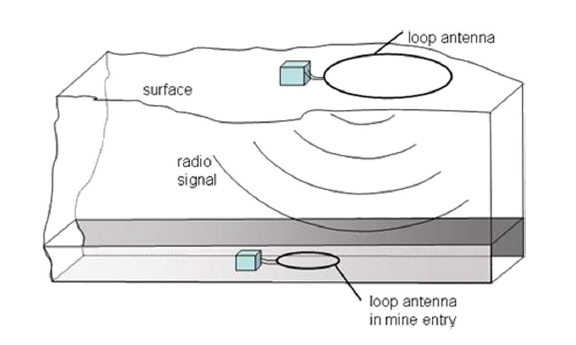 loop antenna
surface
radio
signal
loop antenna
in mine entry